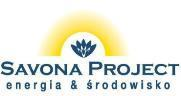 SAVONA PROJECT
energia & środowisko